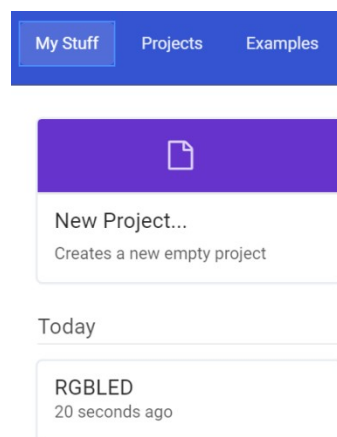 My Stuff Projects Examples
New Project...
Creates a new empty project
Today
RGBLED
20 seconds ago